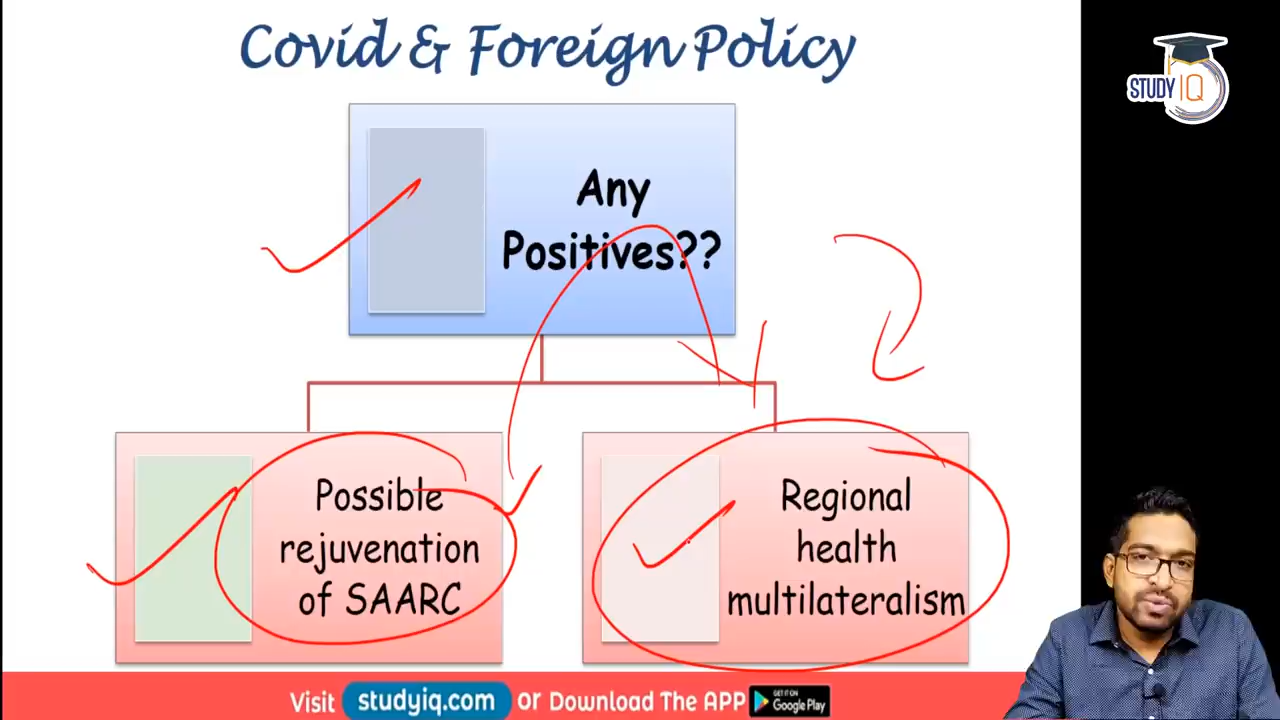 Covid & Foreign Policy
STUDY IQ
Any
Positives??
Possible
rejuvenation
of SAARC
Regional
health
multilateralism
Visit studyiq.com or Download The APP GET IT ON Google Play